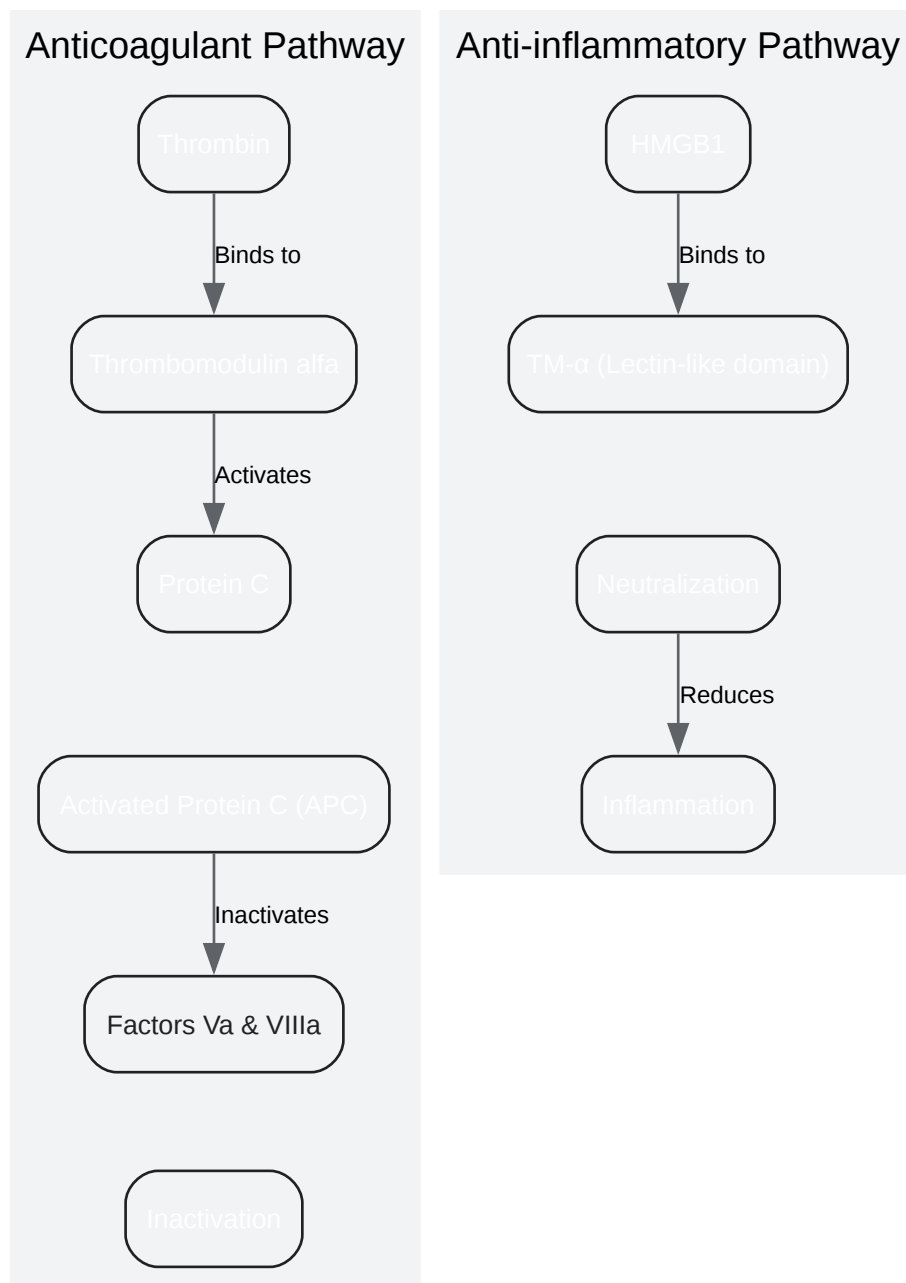 Anticoagulant Pathway
Thrombin
Binds to
Thrombomodulin alfa
Activates
Protein C
Activated Protein C (APC)
Inactivates
Factors Va & VIIIa
Inactivation
Anti-inflammatory Pathway
HMGB1
Binds to
TM-α (Lectin-like domain)
Neutralization
Reduces
Inflammation